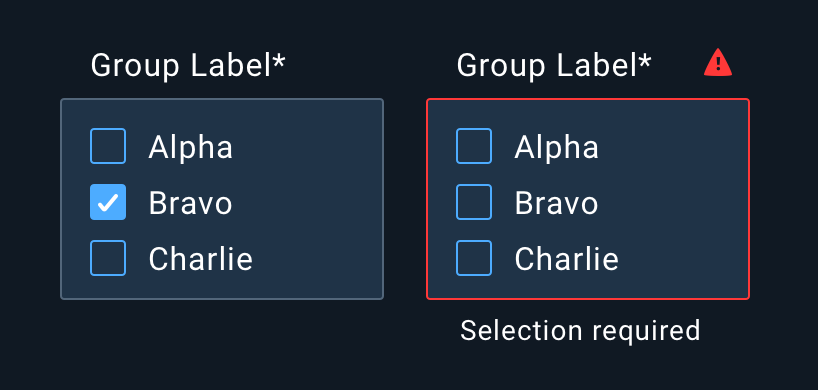 Group Label*
Alpha
Bravo
Charlie
Group Label*
Alpha
Bravo
Charlie
Selection required